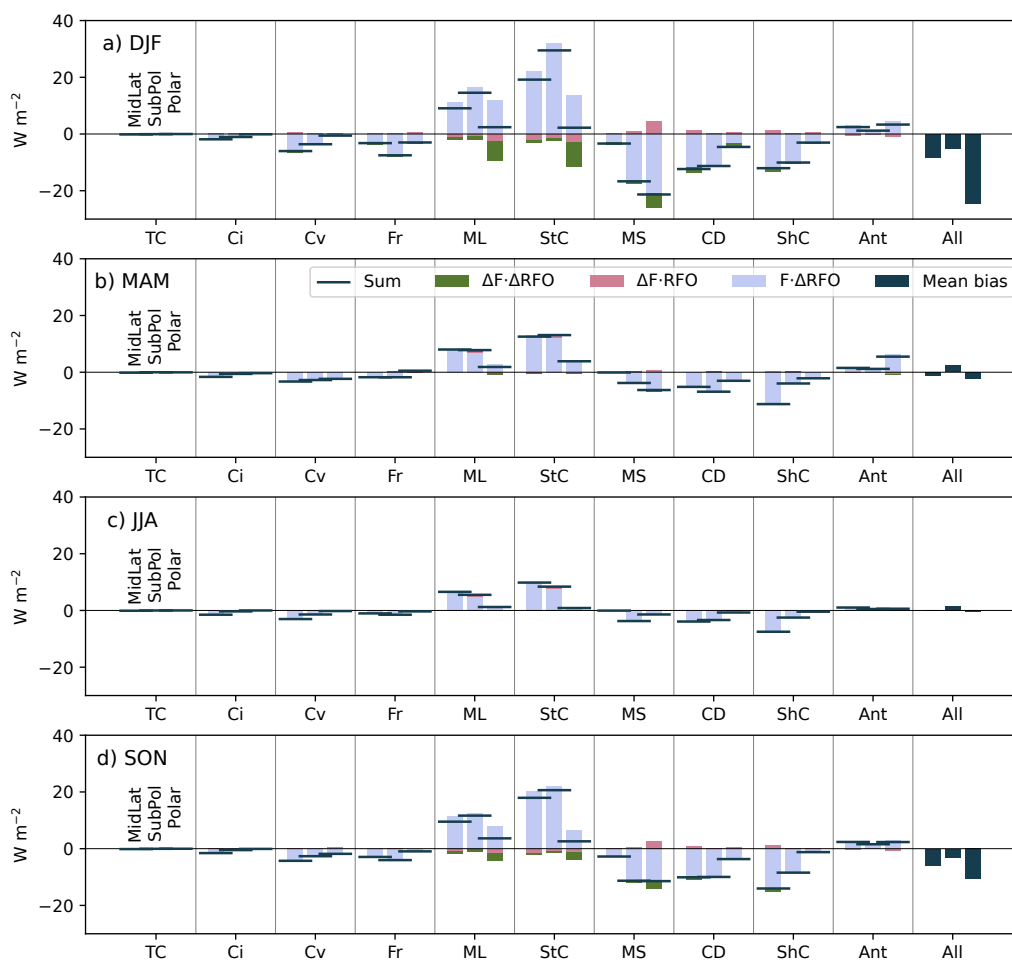 a) DJF
MidLat
SubPol
Polar
W m⁻²
40
20
0
−20
TC Ci Cv Fr ML StC MS CD ShC Ant All
b) MAM
Sum ΔF·ΔRFO ΔF·RFO F·ΔRFO Mean bias
MidLat
SubPol
Polar
W m⁻²
40
20
0
−20
TC Ci Cv Fr ML StC MS CD ShC Ant All
c) JJA
MidLat
SubPol
Polar
W m⁻²
40
20
0
−20
TC Ci Cv Fr ML StC MS CD ShC Ant All
d) SON
MidLat
SubPol
Polar
W m⁻²
40
20
0
−20
TC Ci Cv Fr ML StC MS CD ShC Ant All